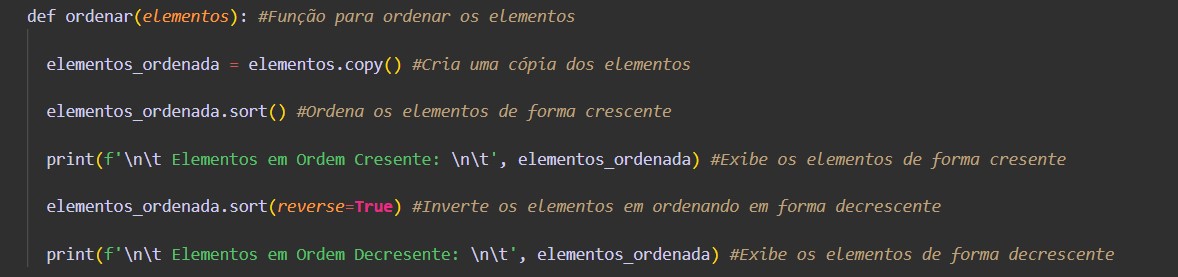 def ordenar(elementos): #Função para ordenar os elementos
elementos_ordenada = elementos.copy() #Cria uma cópia dos elementos
elementos_ordenada.sort() #Ordena os elementos de forma crescente
print(f'\n\t Elementos em Ordem Cresente: \n\t', elementos_ordenada) #Exibe os elementos de forma cresente
elementos_ordenada.sort(reverse=True) #Inverte os elementos em ordenando em forma decrescente
print(f'\n\t Elementos em Ordem Decresente: \n\t', elementos_ordenada) #Exibe os elementos de forma decrescente